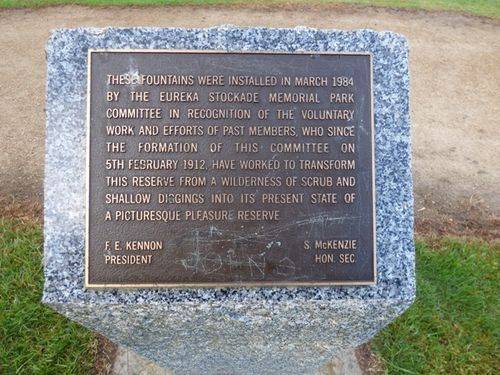 THESE FOUNTAINS WERE INSTALLED IN MARCH 1984
BY THE EUREKA STOCKADE MEMORIAL PARK
COMMITTEE IN RECOGNITION OF THE VOLUNTARY
WORK AND EFFORTS OF PAST MEMBERS, WHO SINCE
THE FORMATION OF THIS COMMITTEE ON
5TH FEBRUARY 1912, HAVE WORKED TO TRANSFORM
THIS RESERVE FROM A WILDERNESS OF SCRUB AND
SHALLOW DIGGINGS INTO ITS PRESENT STATE OF
A PICTURESQUE PLEASURE RESERVE
F. E. KENNON S. McKENZIE
PRESIDENT HON. SEC.